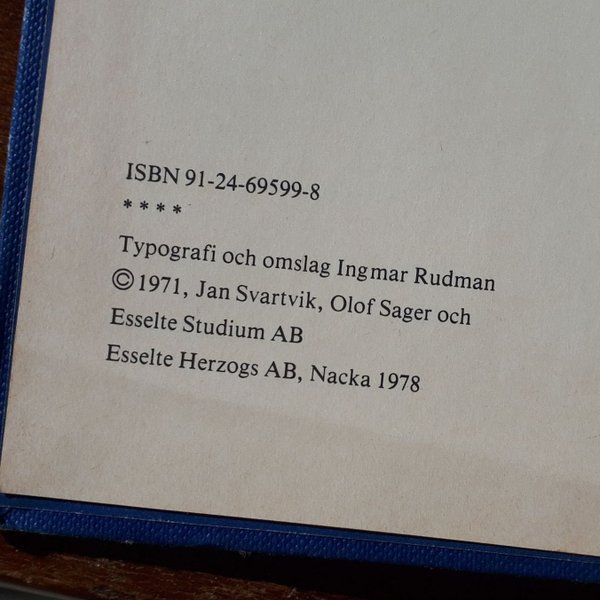 ISBN 91-24-69599-8
* * * *
Typografi och omslag Ingmar Rudman
© 1971, Jan Svartvik, Olof Sager och
Esselte Studium AB
Esselte Herzogs AB, Nacka 1978